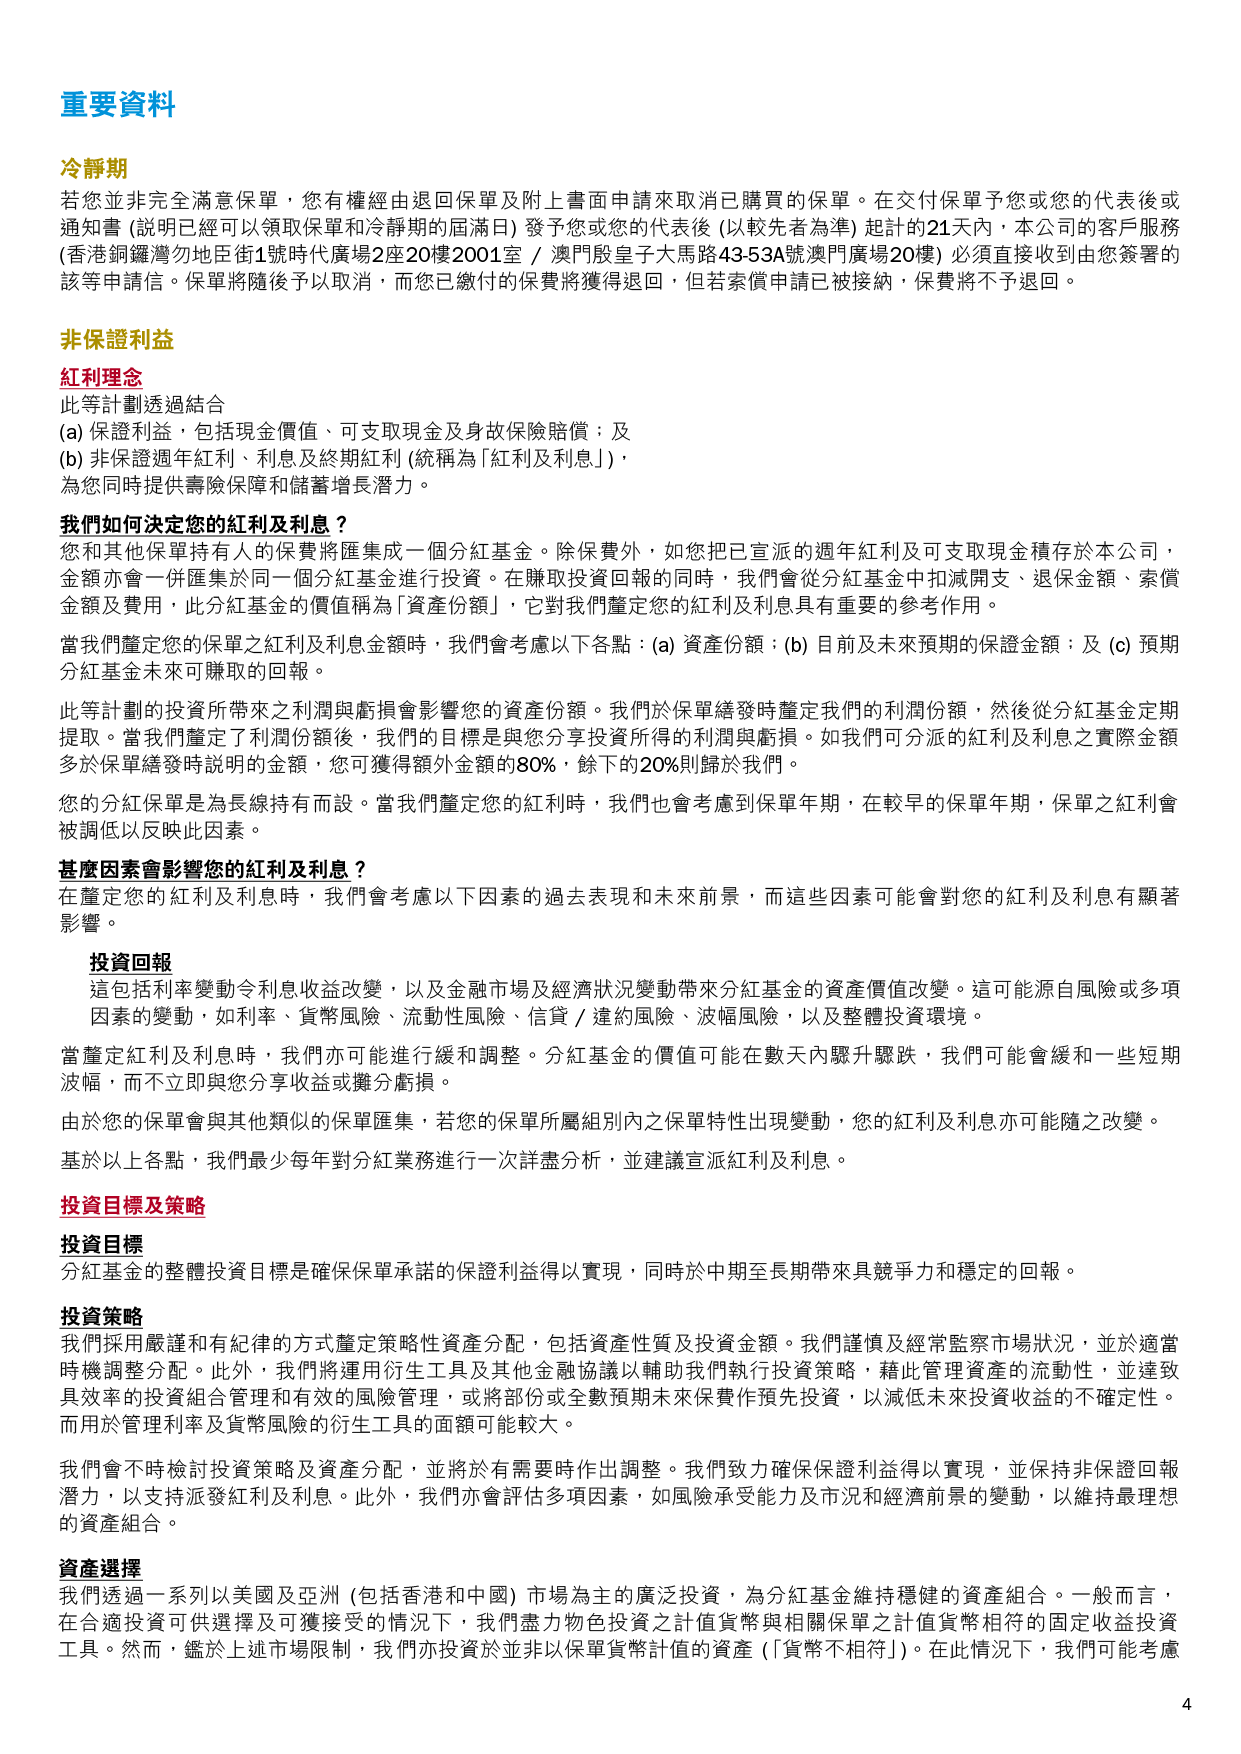 重要資料
冷靜期
若您並非完全滿意保單，您有權經由退回保單及附上書面申請來取消已購買的保單。在交付保單予您或您的代表後或
通知書 (說明已經可以領取保單和冷靜期的屆滿日) 發予您或您的代表後 (以較先者為準) 起計的21天內，本公司的客戶服務
(香港銅鑼灣勿地臣街1號時代廣場2座20樓2001室 / 澳門殷皇子大馬路43-53A號澳門廣場20樓) 必須直接收到由您簽署的
該等申請信。保單將隨後予以取消，而您已繳付的保費將獲得退回，但若索償申請已被接納，保費將不予退回。
非保證利益
紅利理念
此等計劃透過結合
(a) 保證利益，包括現金價值、可支取現金及身故保險賠償；及
(b) 非保證週年紅利、利息及終期紅利 (統稱為「紅利及利息」)，
為您同時提供壽險保障和儲蓄增長潛力。
我們如何決定您的紅利及利息？
您和其他保單持有人的保費將匯集成一個分紅基金。除保費外，如您把已宣派的週年紅利及可支取現金積存於本公司，
金額亦會一併匯集於同一個分紅基金進行投資。在賺取投資回報的同時，我們會從分紅基金中扣減開支、退保金額、索償
金額及費用，此分紅基金的價值稱為「資產份額」，它對我們釐定您的紅利及利息具有重要的參考作用。
當我們釐定您的保單之紅利及利息金額時，我們會考慮以下各點：(a) 資產份額；(b) 目前及未來預期的保證金額；及 (c) 預期
分紅基金未來可賺取的回報。
此等計劃的投資所帶來之利潤與虧損會影響您的資產份額。我們於保單繕發時釐定我們的利潤份額，然後從分紅基金定期
提取。當我們釐定了利潤份額後，我們的目標是與您分享投資所得的利潤與虧損。如我們可分派的紅利及利息之實際金額
多於保單繕發時說明的金額，您可獲得額外金額的80%，餘下的20%則歸於我們。
您的分紅保單是為長線持有而設。當我們釐定您的紅利時，我們也會考慮到保單年期，在較早的保單年期，保單之紅利會
被調低以反映此因素。
甚麼因素會影響您的紅利及利息？
在釐定您的紅利及利息時，我們會考慮以下因素的過去表現和未來前景，而這些因素可能會對您的紅利及利息有顯著
影響。
投資回報
這包括利率變動令利息收益改變，以及金融市場及經濟狀況變動帶來分紅基金的資產價值改變。這可能源自風險或多項
因素的變動，如利率、貨幣風險、流動性風險、信貸 / 違約風險、波幅風險，以及整體投資環境。
當釐定紅利及利息時，我們亦可能進行緩和調整。分紅基金的價值可能在數天內驟升驟跌，我們可能會緩和一些短期
波幅，而不立即與您分享收益或攤分虧損。
由於您的保單會與其他類似的保單匯集，若您的保單所屬組別內之保單特性出現變動，您的紅利及利息亦可能隨之改變。
基於以上各點，我們最少每年對分紅業務進行一次詳盡分析，並建議宣派紅利及利息。
投資目標及策略
投資目標
分紅基金的整體投資目標是確保保單承諾的保證利益得以實現，同時於中期至長期帶來具競爭力和穩定的回報。
投資策略
我們採用嚴謹和有紀律的方式釐定策略性資產分配，包括資產性質及投資金額。我們謹慎及經常監察市場狀況，並於適當
時機調整分配。此外，我們將運用衍生工具及其他金融協議以輔助我們執行投資策略，藉此管理資產的流動性，並達致
具效率的投資組合管理和有效的風險管理，或將部份或全數預期未來保費作預先投資，以減低未來投資收益的不確定性。
而用於管理利率及貨幣風險的衍生工具的面額可能較大。
我們會不時檢討投資策略及資產分配，並將於有需要時作出調整。我們致力確保保證利益得以實現，並保持非保證回報
潛力，以支持派發紅利及利息。此外，我們亦會評估多項因素，如風險承受能力及市況和經濟前景的變動，以維持最理想
的資產組合。
資產選擇
我們透過一系列以美國及亞洲 (包括香港和中國) 市場為主的廣泛投資，為分紅基金維持穩健的資產組合。一般而言，
在合適投資可供選擇及可獲接受的情況下，我們盡力物色投資之計值貨幣與相關保單之計值貨幣相符的固定收益投資
工具。然而，鑑於上述市場限制，我們亦投資於並非以保單貨幣計值的資產 (「貨幣不相符」)。在此情況下，我們可能考慮
4